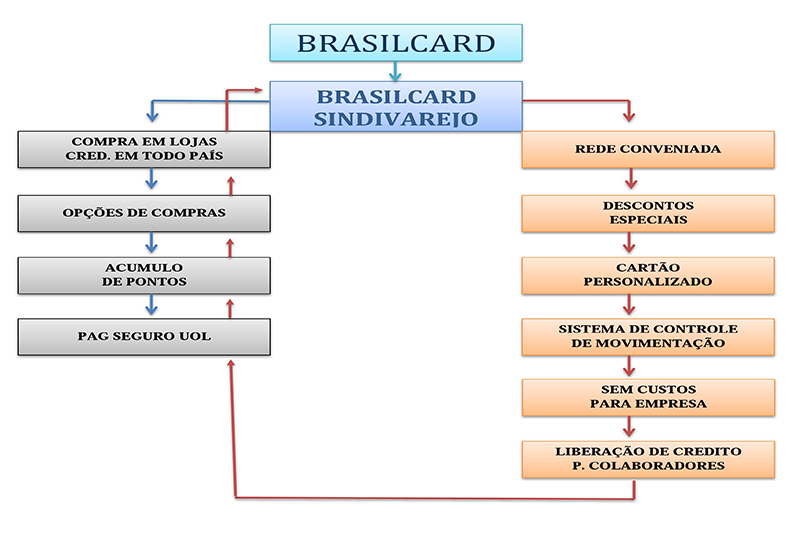 BRASILCARD
BRASILCARD
SINDIVAREJO
COMPRA EM LOJAS
CRED. EM TODO PAÍS
OPÇÕES DE COMPRAS
ACUMULO
DE PONTOS
PAG SEGURO UOL
REDE CONVENIADA
DESCONTOS
ESPECIAIS
CARTÃO
PERSONALIZADO
SISTEMA DE CONTROLE
DE MOVIMENTAÇÃO
SEM CUSTOS
PARA EMPRESA
LIBERAÇÃO DE CREDITO
P. COLABORADORES